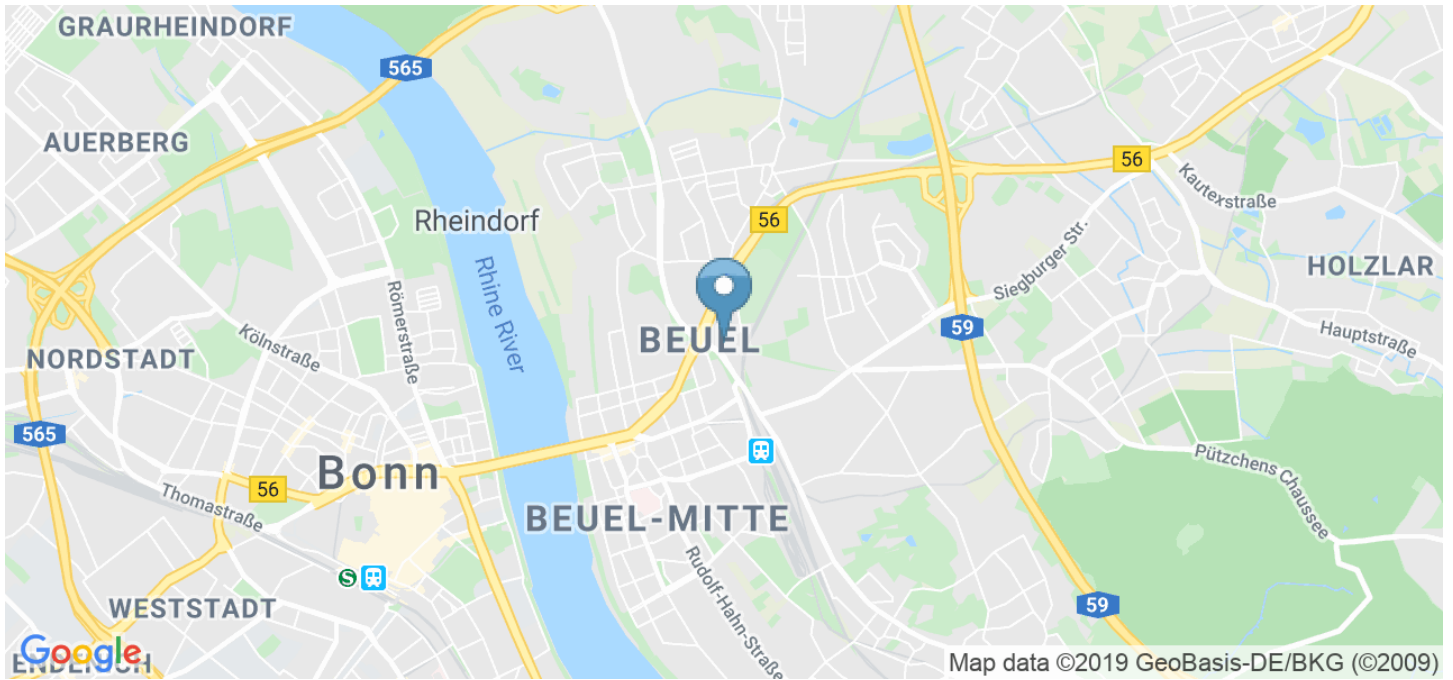 GRAURHEINDORF
565
AUERBERG
56
Kautexstraße
Rheindorf
56
Siegburger Str.
HOLZLAR
Rhine River
Römerstraße
Kölnstraße
BEUEL
59
Hauptstraße
NORDSTADT
565
Bonn
Pützchens Chaussee
56
Thomastraße
BEUEL-MITTE
S
Rudolf-Hahn-Straße
WESTSTADT
59
Google
Map data ©2019 GeoBasis-DE/BKG (©2009)